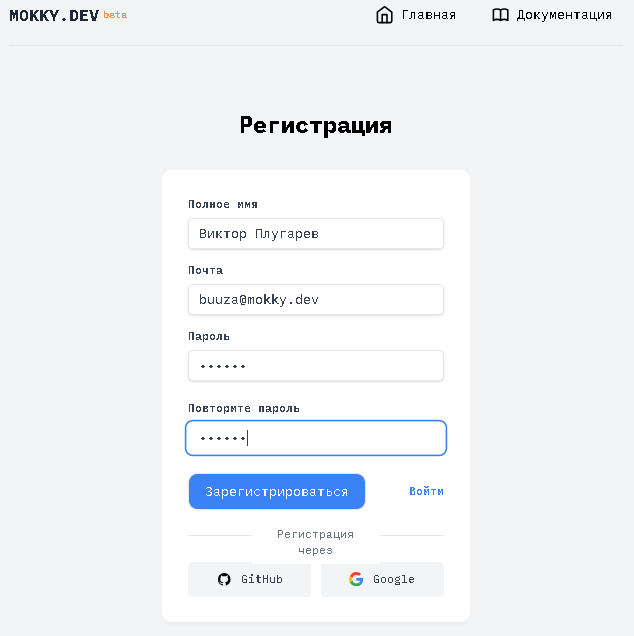 MOKKY.DEV beta
Главная
Документация
Регистрация
Полное имя
Виктор Плугарев
Почта
buuza@mokky.dev
Пароль
••••••
Повторите пароль
••••••
Зарегистрироваться
Войти
Регистрация
через
GitHub
Google